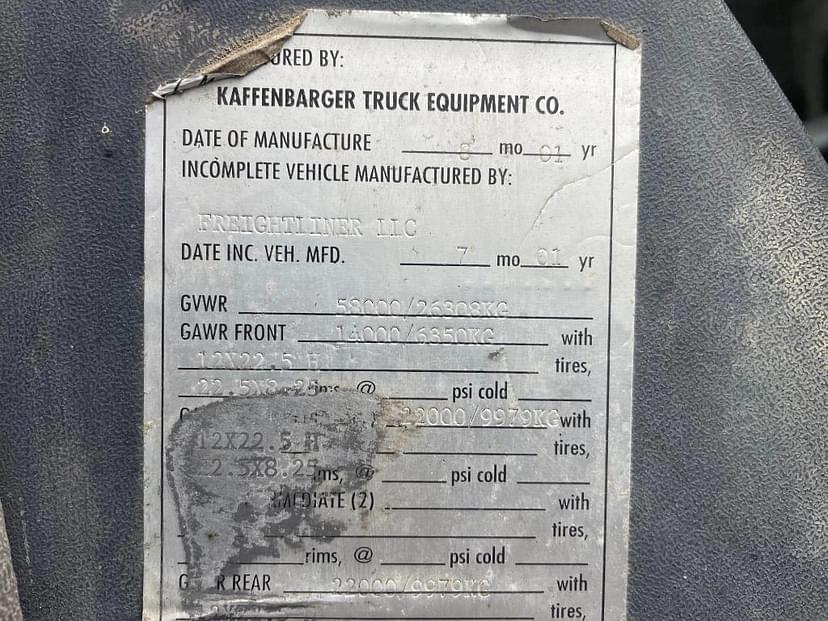 URED BY:
KAFFENBARGER TRUCK EQUIPMENT CO.
DATE OF MANUFACTURE 8 mo 01 yr
INCOMPLETE VEHICLE MANUFACTURED BY:
FREIGHTLINER LLC
DATE INC. VEH. MFD. 7 mo 01 yr
GVWR 58000/26308KG
GAWR FRONT 14000/6350KG with
12X22.5 H tires,
22.5X8.25 rims, @ psi cold
22000/9979KG with
12X22.5 H tires,
2.5X8.25 ms, @ psi cold
MEDIATE (2) with
tires,
rims, @ psi cold
G R REAR 22000/9979KG with
tires,